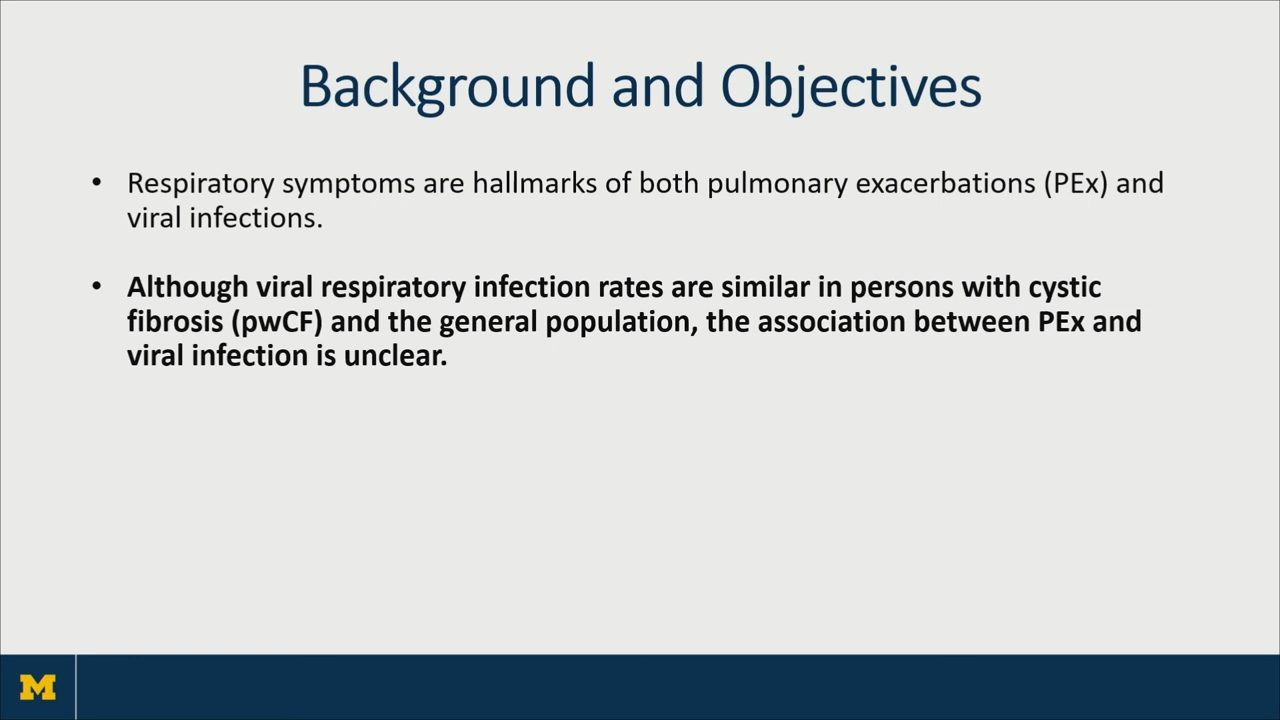 Background and Objectives
• Respiratory symptoms are hallmarks of both pulmonary exacerbations (PEx) and
viral infections.
• Although viral respiratory infection rates are similar in persons with cystic
fibrosis (pwCF) and the general population, the association between PEx and
viral infection is unclear.
M